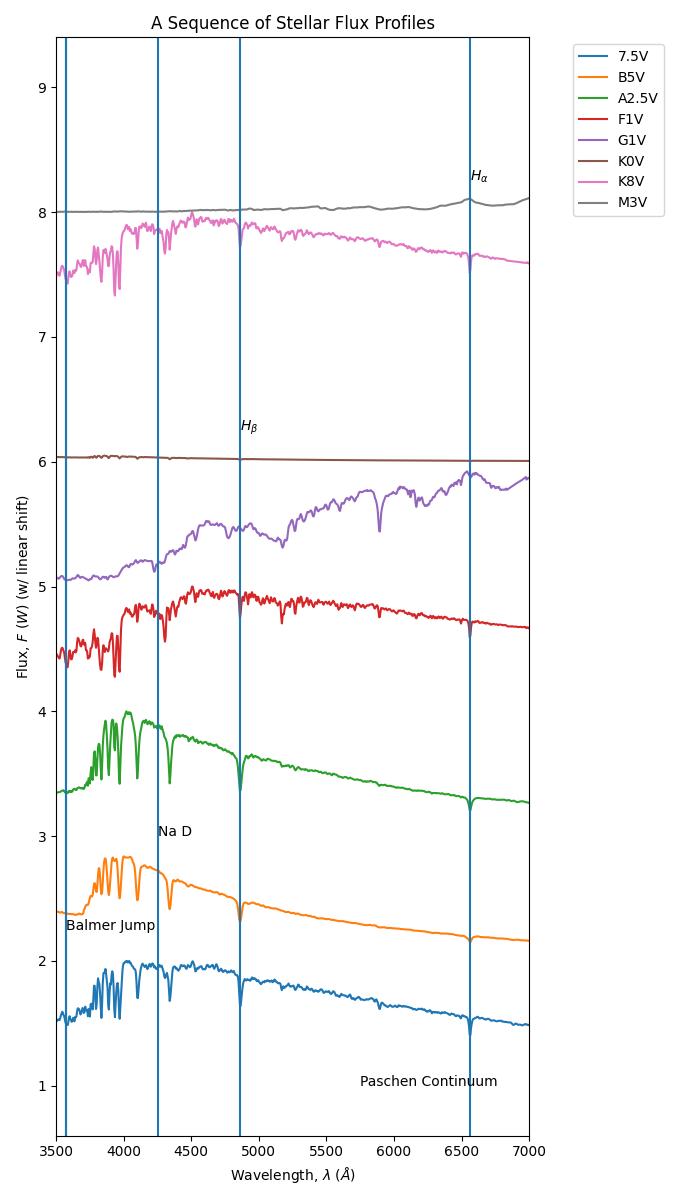 A Sequence of Stellar Flux Profiles
7.5V
B5V
A2.5V
F1V
G1V
K0V
K8V
M3V
9
8
7
6
5
4
3
2
1
Flux, F (W) (w/ linear shift)
Hα
Hβ
Na D
Balmer Jump
Paschen Continuum
3500 4000 4500 5000 5500 6000 6500 7000
Wavelength, λ (Å)